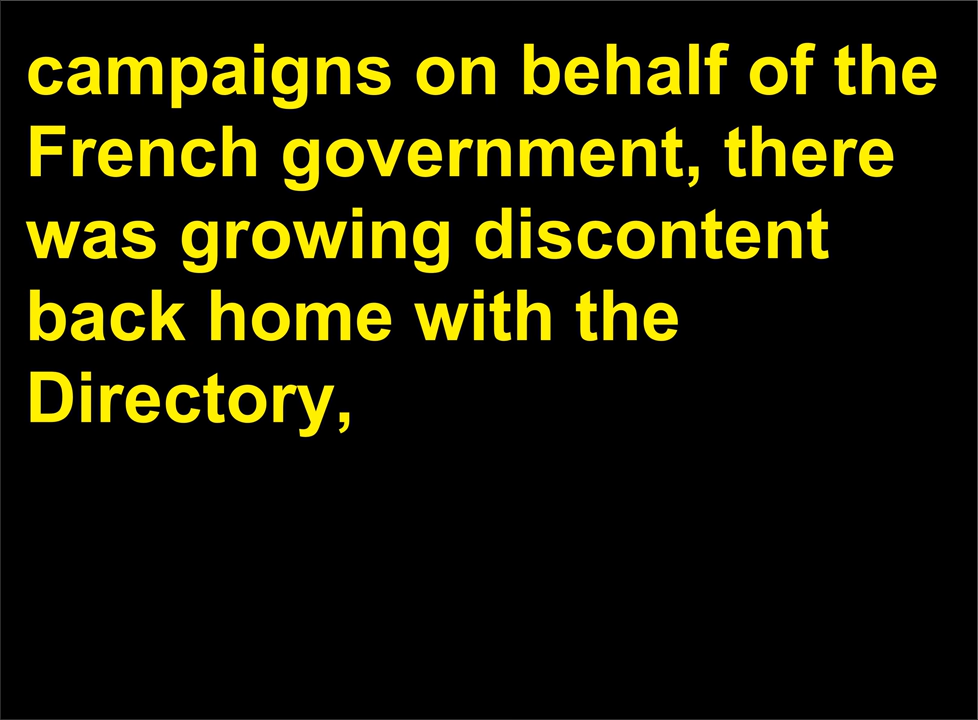 campaigns on behalf of the
French government, there
was growing discontent
back home with the
Directory,